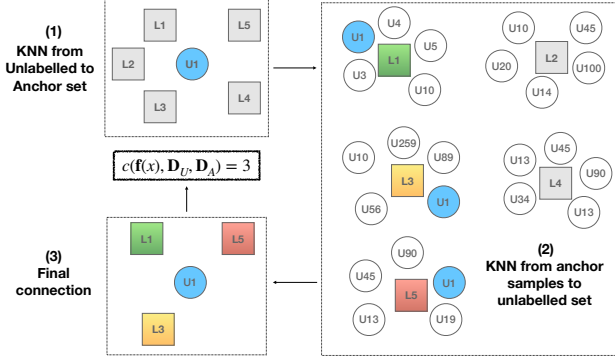 (1)
KNN from
Unlabelled to
Anchor set
L1
L5
L2
U1
L3
L4
c(f(x), D_U, D_A) = 3
(3)
Final
connection
L1
L5
U1
L3
U4
U1
U5
L1
U3
U10
U10
U45
L2
U20
U100
U14
U259
U10
U89
L3
U56
U1
U45
U13
U90
L4
U34
U13
U90
U45
U1
L5
U13
U19
(2)
KNN from anchor
samples to
unlabelled set